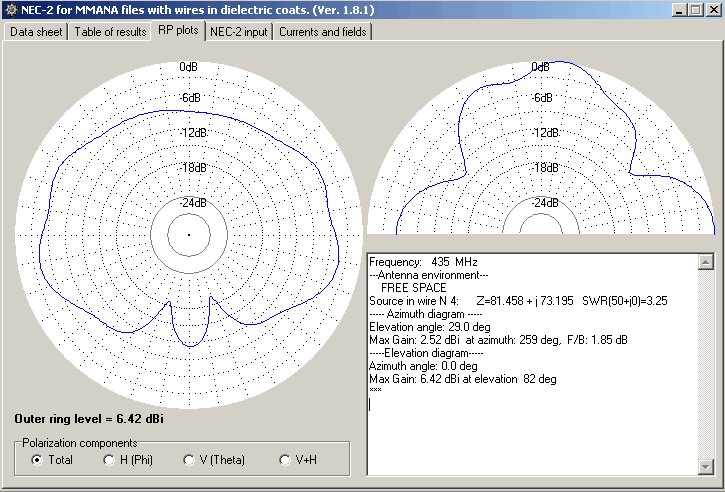 NEC-2 for MMANA files with wires in dielectric coats. (Ver. 1.8.1)
Data sheet Table of results RP plots NEC-2 input Currents and fields
0dB
-6dB
-12dB
-18dB
-24dB
0dB
-6dB
-12dB
-18dB
-24dB
Frequency: 435 MHz
---Antenna environment---
FREE SPACE
Source in wire N 4: Z=81.458 + j 73.195 SWR(50+j0)=3.25
----- Azimuth diagram -----
Elevation angle: 29.0 deg
Max Gain: 2.52 dBi at azimuth: 259 deg, F/B: 1.85 dB
-----Elevation diagram-----
Azimuth angle: 0.0 deg
Max Gain: 6.42 dBi at elevation 82 deg
***
Outer ring level = 6.42 dBi
Polarization components
Total H (Phi) V (Theta) V+H